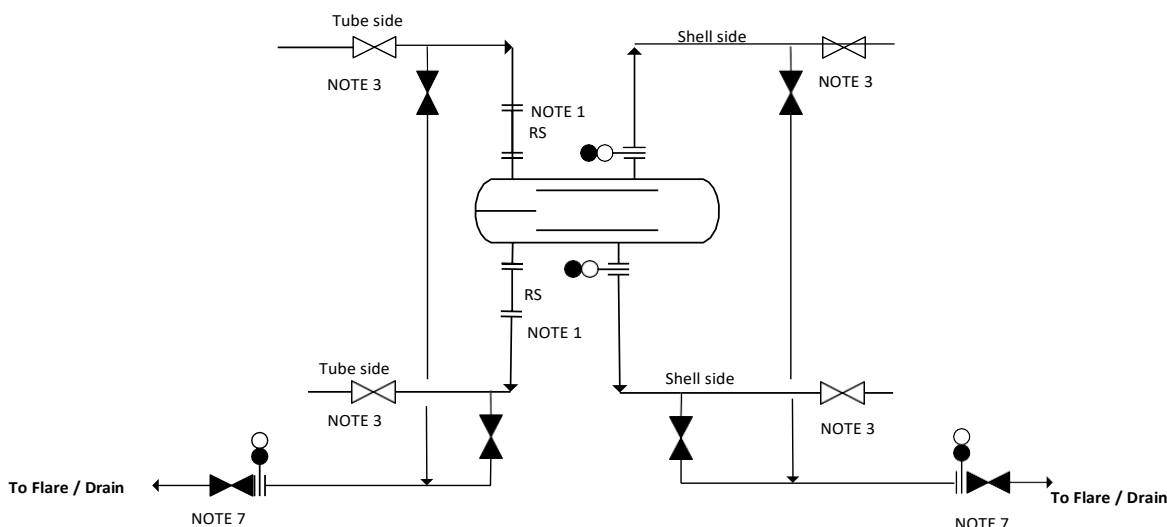 Tube side
Shell side
NOTE 3
NOTE 3
NOTE 1
RS
RS
NOTE 1
Tube side
Shell side
NOTE 3
NOTE 3
To Flare / Drain
To Flare / Drain
NOTE 7
NOTE 7